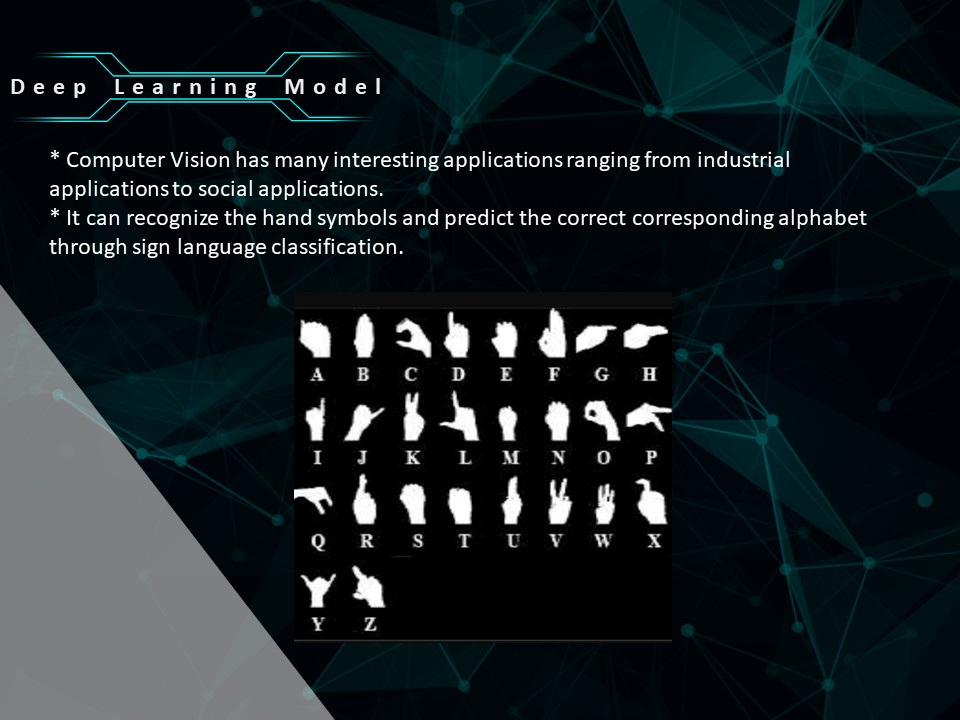 Deep Learning Model
* Computer Vision has many interesting applications ranging from industrial
applications to social applications.
* It can recognize the hand symbols and predict the correct corresponding alphabet
through sign language classification.
A B C D E F G H
I J K L M N O P
Q R S T U V W X
Y Z